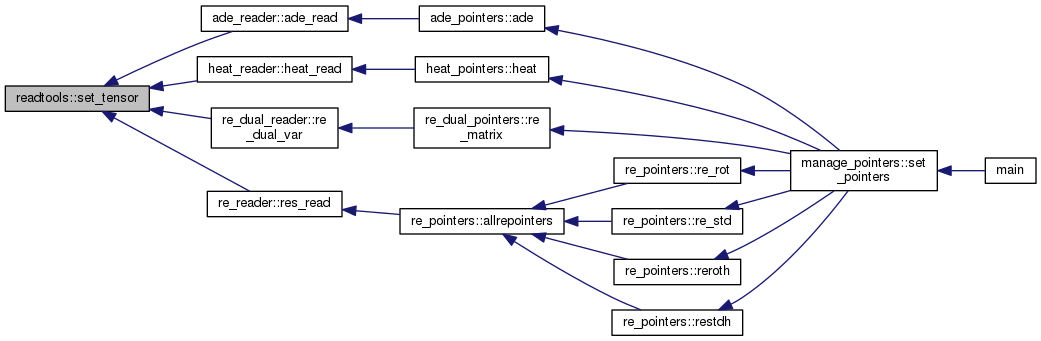 readtools::set_tensor
ade_reader::ade_read
heat_reader::heat_read
re_dual_reader::re
_dual_var
re_reader::res_read
ade_pointers::ade
heat_pointers::heat
re_dual_pointers::re
_matrix
re_pointers::allrepointers
re_pointers::re_rot
re_pointers::re_std
re_pointers::reroth
re_pointers::restdh
manage_pointers::set
_pointers
main